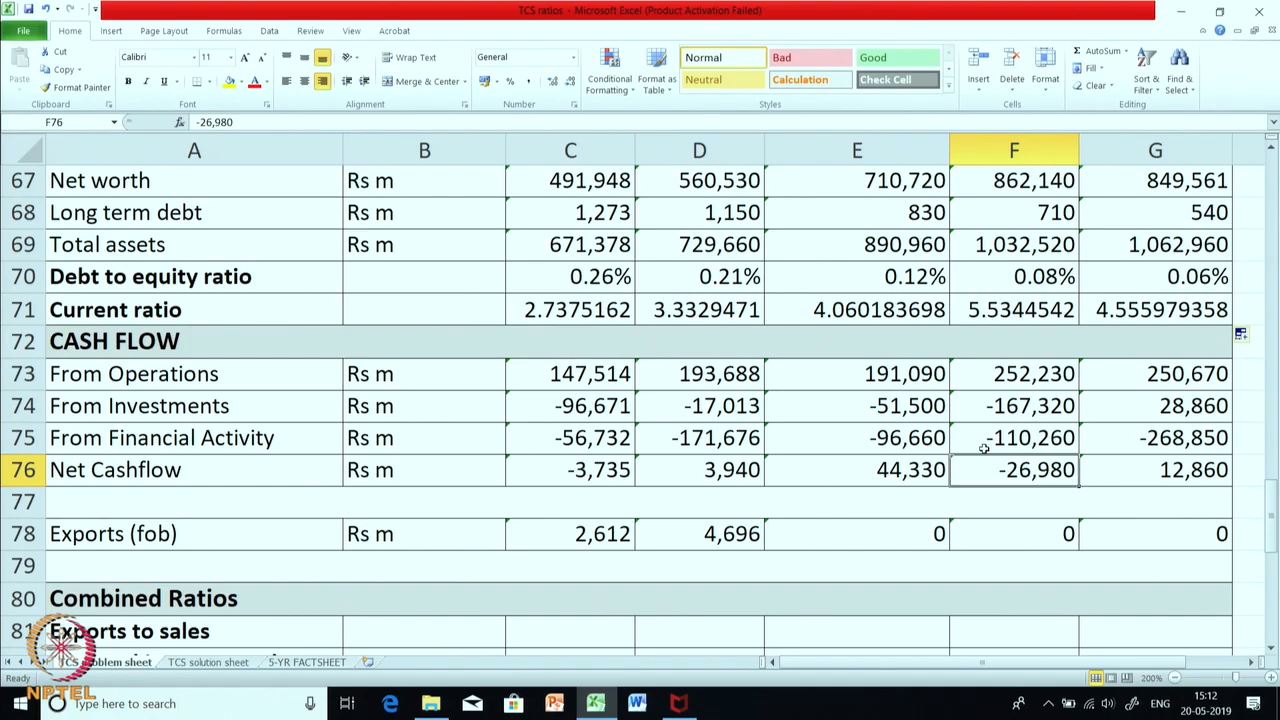 TCS ratios - Microsoft Excel (Product Activation Failed)
File Home Insert Page Layout Formulas Data Review View Acrobat
Cut
Copy
Format Painter
Paste
Clipboard
Calibri 11
Font
Wrap Text
Merge & Center
Alignment
General
Number
Conditional Formatting
Format as Table
Normal Bad Good
Neutral Calculation Check Cell
Styles
Insert Delete Format
Cells
AutoSum
Fill
Clear
Sort & Filter
Find & Select
Editing
F76 fx -26,980
A B C D E F G
67 Net worth Rs m 491,948 560,530 710,720 862,140 849,561
68 Long term debt Rs m 1,273 1,150 830 710 540
69 Total assets Rs m 671,378 729,660 890,960 1,032,520 1,062,960
70 Debt to equity ratio 0.26% 0.21% 0.12% 0.08% 0.06%
71 Current ratio 2.7375162 3.3329471 4.060183698 5.5344542 4.555979358
72 CASH FLOW
73 From Operations Rs m 147,514 193,688 191,090 252,230 250,670
74 From Investments Rs m -96,671 -17,013 -51,500 -167,320 28,860
75 From Financial Activity Rs m -56,732 -171,676 -96,660 -110,260 -268,850
76 Net Cashflow Rs m -3,735 3,940 44,330 -26,980 12,860
77
78 Exports (fob) Rs m 2,612 4,696 0 0 0
79
80 Combined Ratios
81 Exports to sales
TCS problem sheet TCS solution sheet 5-YR FACTSHEET
Ready 200%
NPTEL
Type here to search
ENG
15:12
20-05-2019